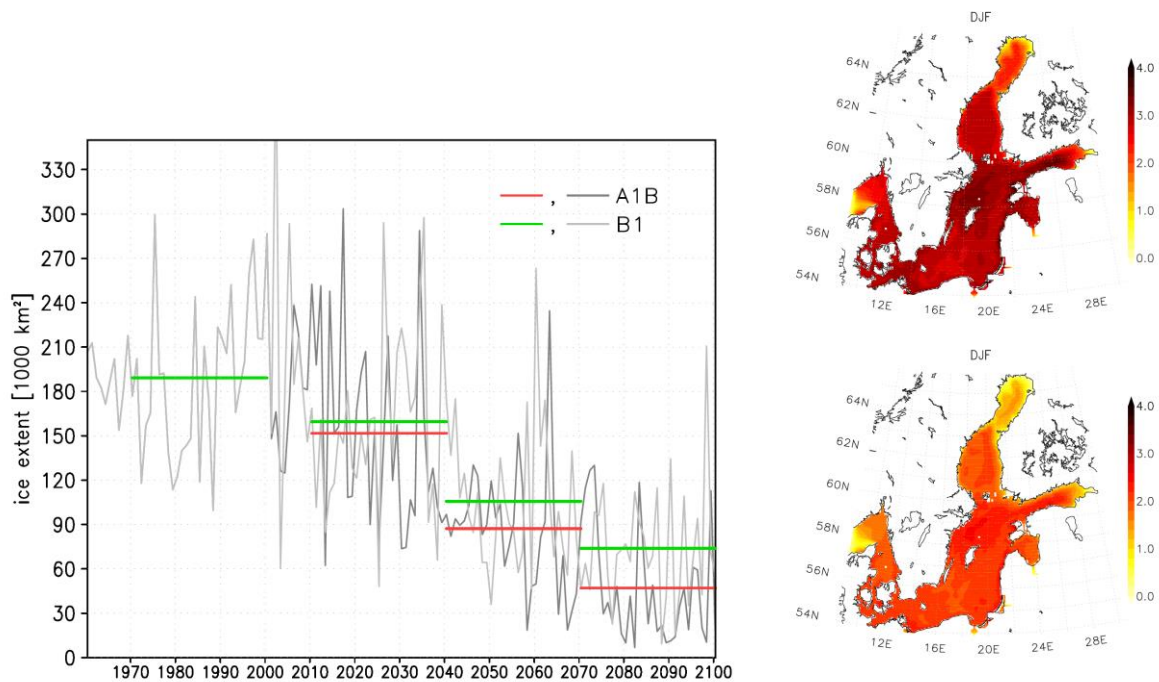 ice extent [1000 km²]
330
300
270
240
210
180
150
120
90
60
30
0
1970 1980 1990 2000 2010 2020 2030 2040 2050 2060 2070 2080 2090 2100
, A1B
, B1
DJF
64N
62N
60N
58N
56N
54N
12E 16E 20E 24E 28E
4.0
3.0
2.0
1.0
0.0
DJF
64N
62N
60N
58N
56N
54N
12E 16E 20E 24E 28E
4.0
3.0
2.0
1.0
0.0